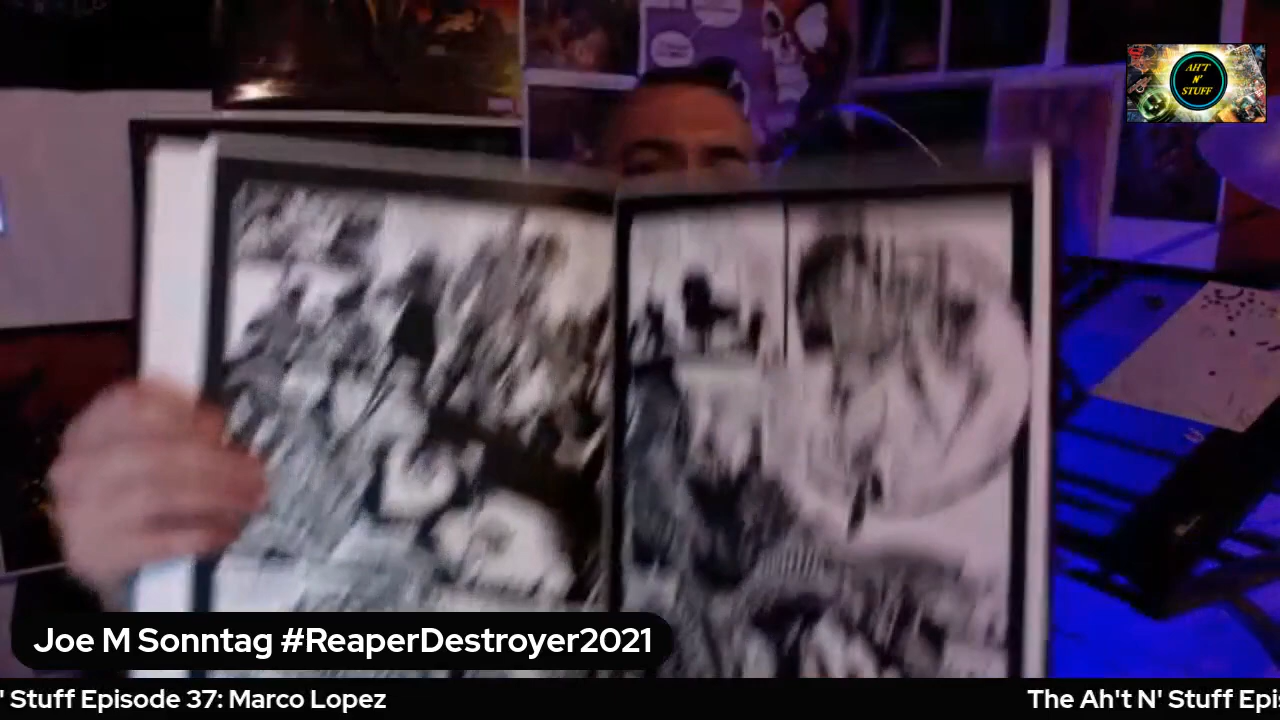 AH'T
N'
STUFF
Joe M Sonntag #ReaperDestroyer2021
' Stuff Episode 37: Marco Lopez
The Ah't N' Stuff Epis